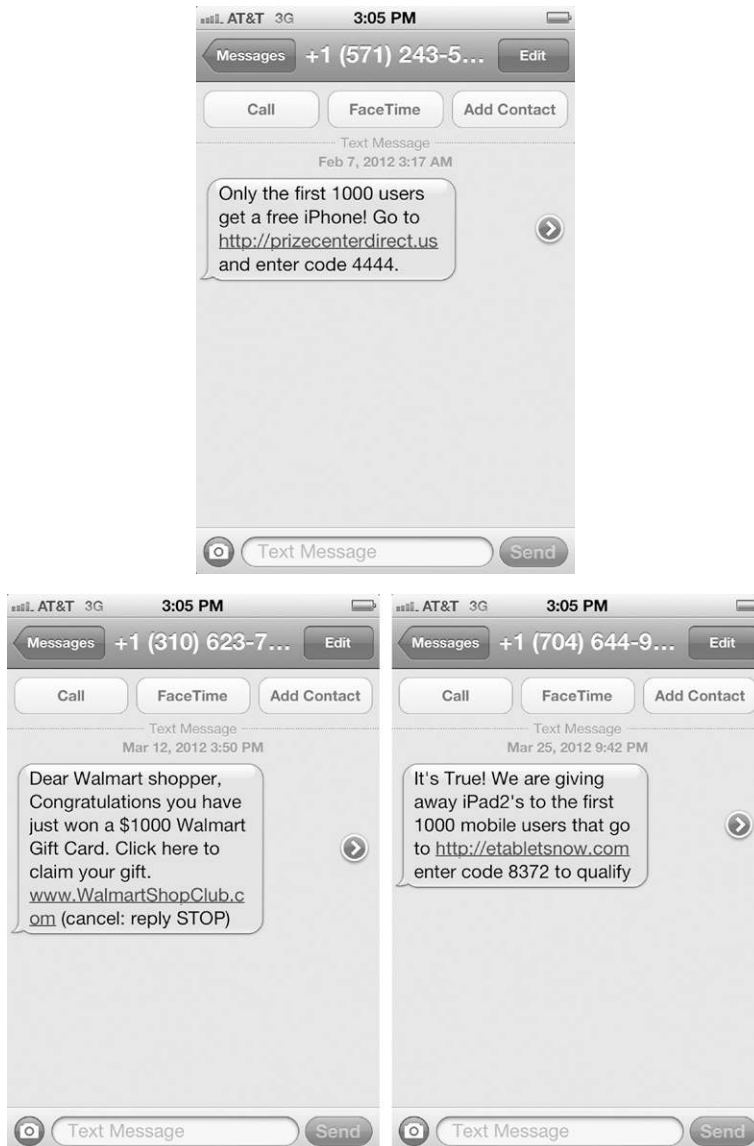 AT&T 3G 3:05 PM
Messages +1 (571) 243-5... Edit
Call FaceTime Add Contact
Text Message
Feb 7, 2012 3:17 AM
Only the first 1000 users
get a free iPhone! Go to
http://prizecenterdirect.us
and enter code 4444.
Text Message Send
AT&T 3G 3:05 PM
Messages +1 (310) 623-7... Edit
Call FaceTime Add Contact
Text Message
Mar 12, 2012 3:50 PM
Dear Walmart shopper,
Congratulations you have
just won a $1000 Walmart
Gift Card. Click here to
claim your gift.
www.WalmartShopClub.c
om (cancel: reply STOP)
Text Message Send
AT&T 3G 3:05 PM
Messages +1 (704) 644-9... Edit
Call FaceTime Add Contact
Text Message
Mar 25, 2012 9:42 PM
It's True! We are giving
away iPad2's to the first
1000 mobile users that go
to http://etabletsnow.com
enter code 8372 to qualify
Text Message Send